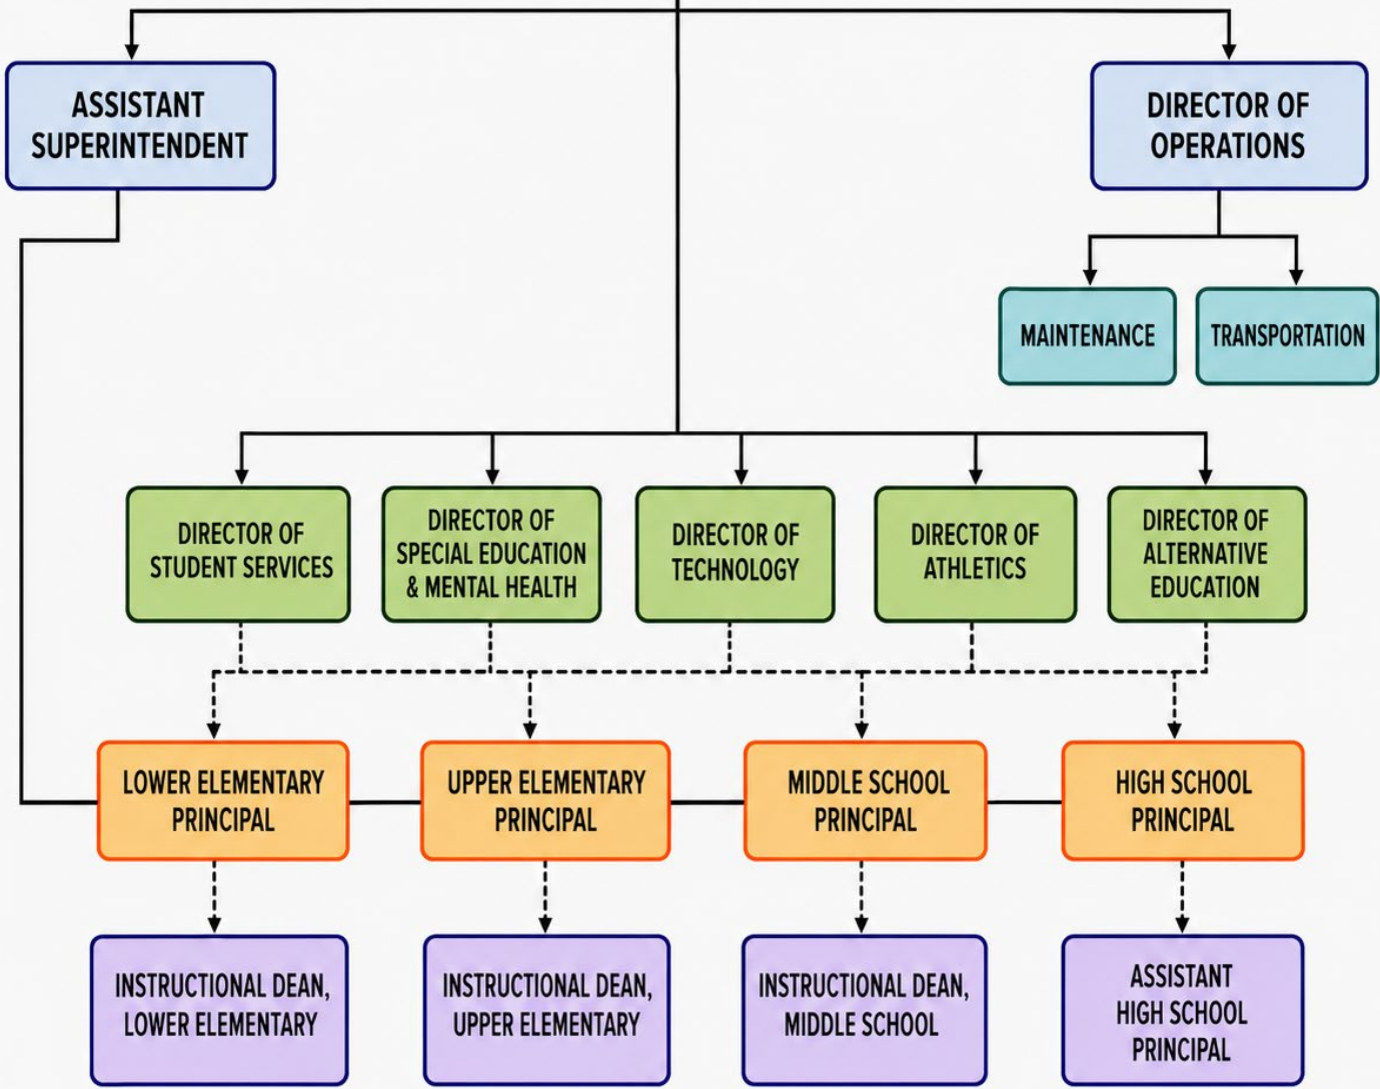 ASSISTANT
SUPERINTENDENT
DIRECTOR OF
OPERATIONS
MAINTENANCE
TRANSPORTATION
DIRECTOR OF
STUDENT SERVICES
DIRECTOR OF
SPECIAL EDUCATION
& MENTAL HEALTH
DIRECTOR OF
TECHNOLOGY
DIRECTOR OF
ATHLETICS
DIRECTOR OF
ALTERNATIVE
EDUCATION
LOWER ELEMENTARY
PRINCIPAL
UPPER ELEMENTARY
PRINCIPAL
MIDDLE SCHOOL
PRINCIPAL
HIGH SCHOOL
PRINCIPAL
INSTRUCTIONAL DEAN,
LOWER ELEMENTARY
INSTRUCTIONAL DEAN,
UPPER ELEMENTARY
INSTRUCTIONAL DEAN,
MIDDLE SCHOOL
ASSISTANT
HIGH SCHOOL
PRINCIPAL